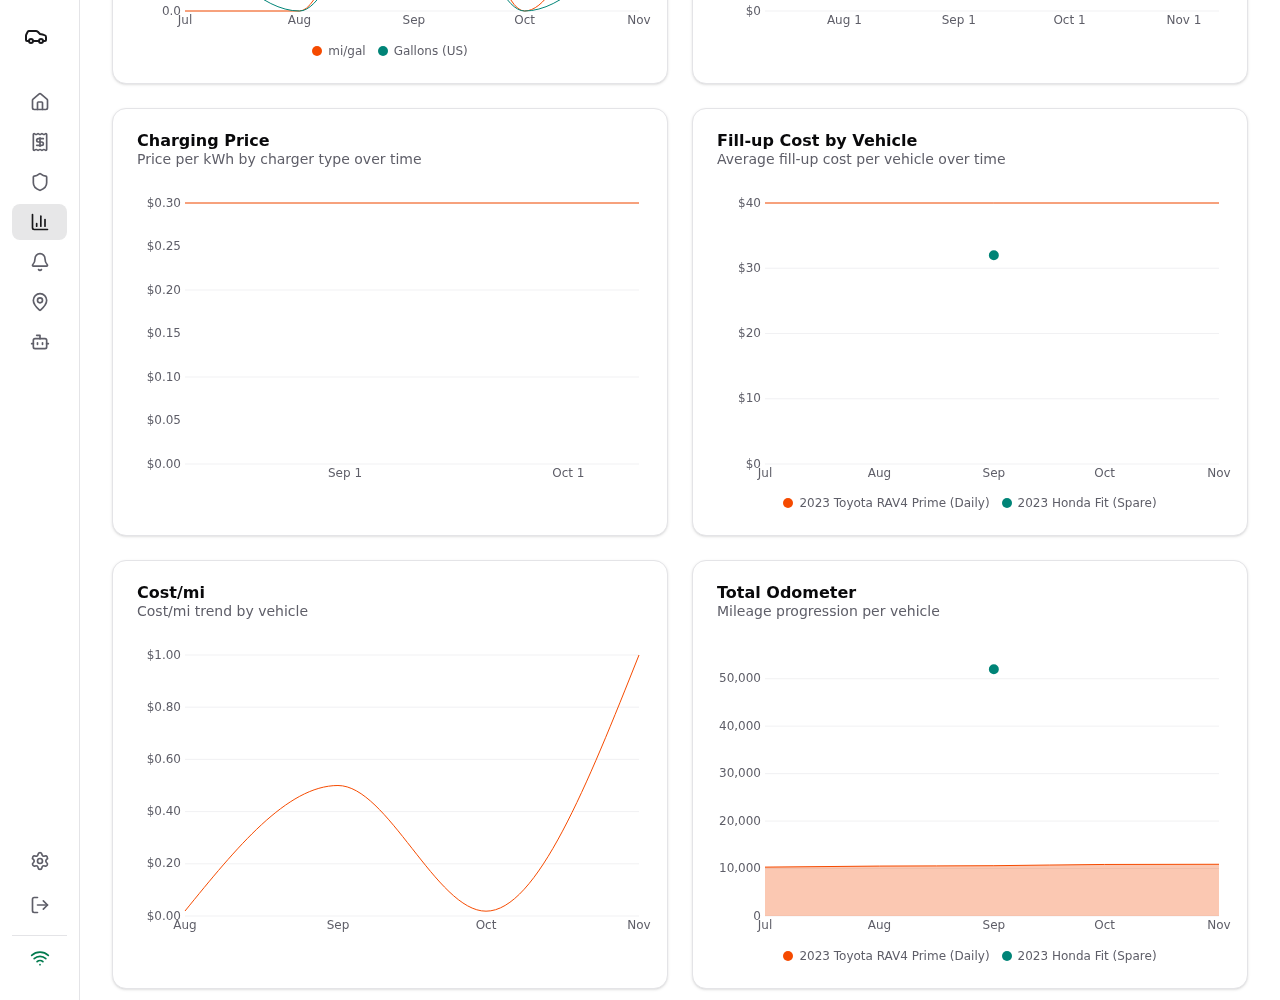 0.0
Jul Aug Sep Oct Nov
mi/gal Gallons (US)
$0
Aug 1 Sep 1 Oct 1 Nov 1
Charging Price
Price per kWh by charger type over time
$0.30
$0.25
$0.20
$0.15
$0.10
$0.05
$0.00
Sep 1 Oct 1
Fill-up Cost by Vehicle
Average fill-up cost per vehicle over time
$40
$30
$20
$10
$0
Jul Aug Sep Oct Nov
2023 Toyota RAV4 Prime (Daily) 2023 Honda Fit (Spare)
Cost/mi
Cost/mi trend by vehicle
$1.00
$0.80
$0.60
$0.40
$0.20
$0.00
Aug Sep Oct Nov
Total Odometer
Mileage progression per vehicle
50,000
40,000
30,000
20,000
10,000
0
Jul Aug Sep Oct Nov
2023 Toyota RAV4 Prime (Daily) 2023 Honda Fit (Spare)